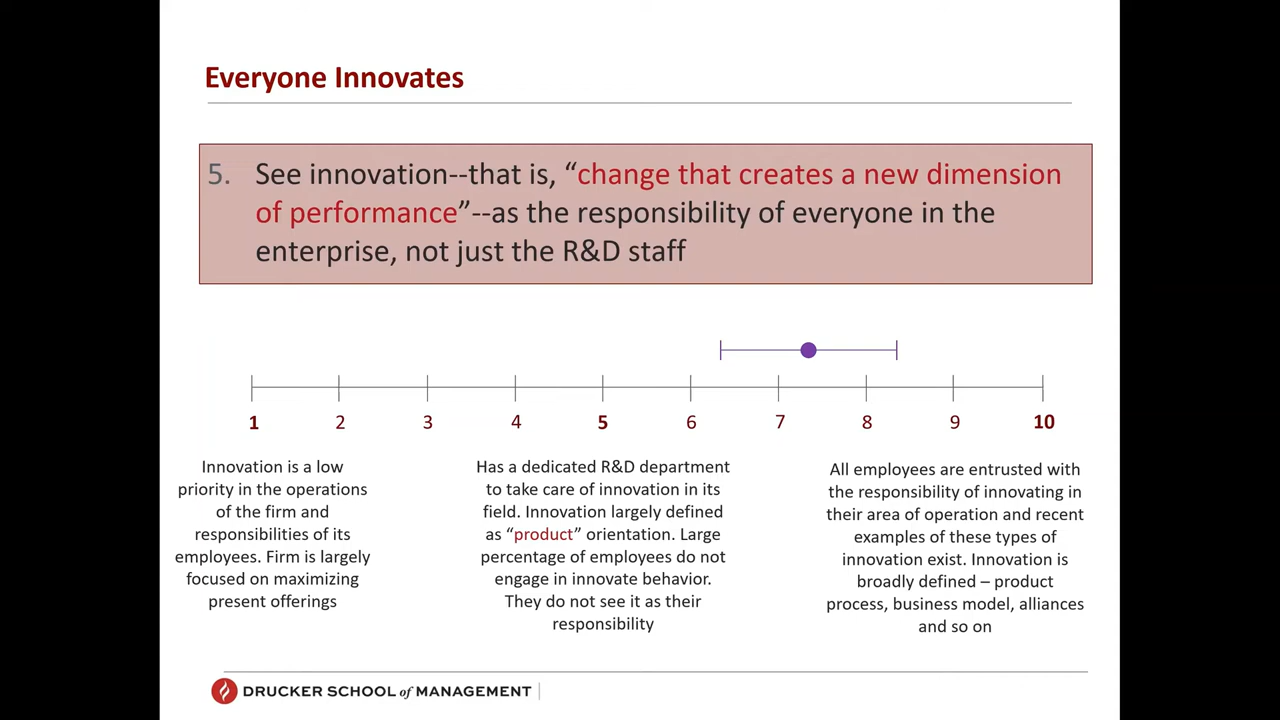 Everyone Innovates
5. See innovation--that is, “change that creates a new dimension
of performance”--as the responsibility of everyone in the
enterprise, not just the R&D staff
1 2 3 4 5 6 7 8 9 10
Innovation is a low
priority in the operations
of the firm and
responsibilities of its
employees. Firm is largely
focused on maximizing
present offerings
Has a dedicated R&D department
to take care of innovation in its
field. Innovation largely defined
as “product” orientation. Large
percentage of employees do not
engage in innovate behavior.
They do not see it as their
responsibility
All employees are entrusted with
the responsibility of innovating in
their area of operation and recent
examples of these types of
innovation exist. Innovation is
broadly defined – product
process, business model, alliances
and so on
DRUCKER SCHOOL of MANAGEMENT